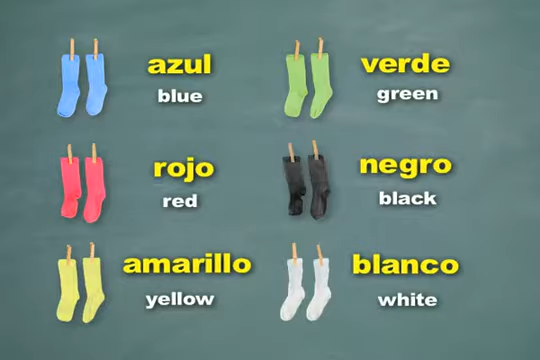 azul
blue
verde
green
rojo
red
negro
black
amarillo
yellow
blanco
white